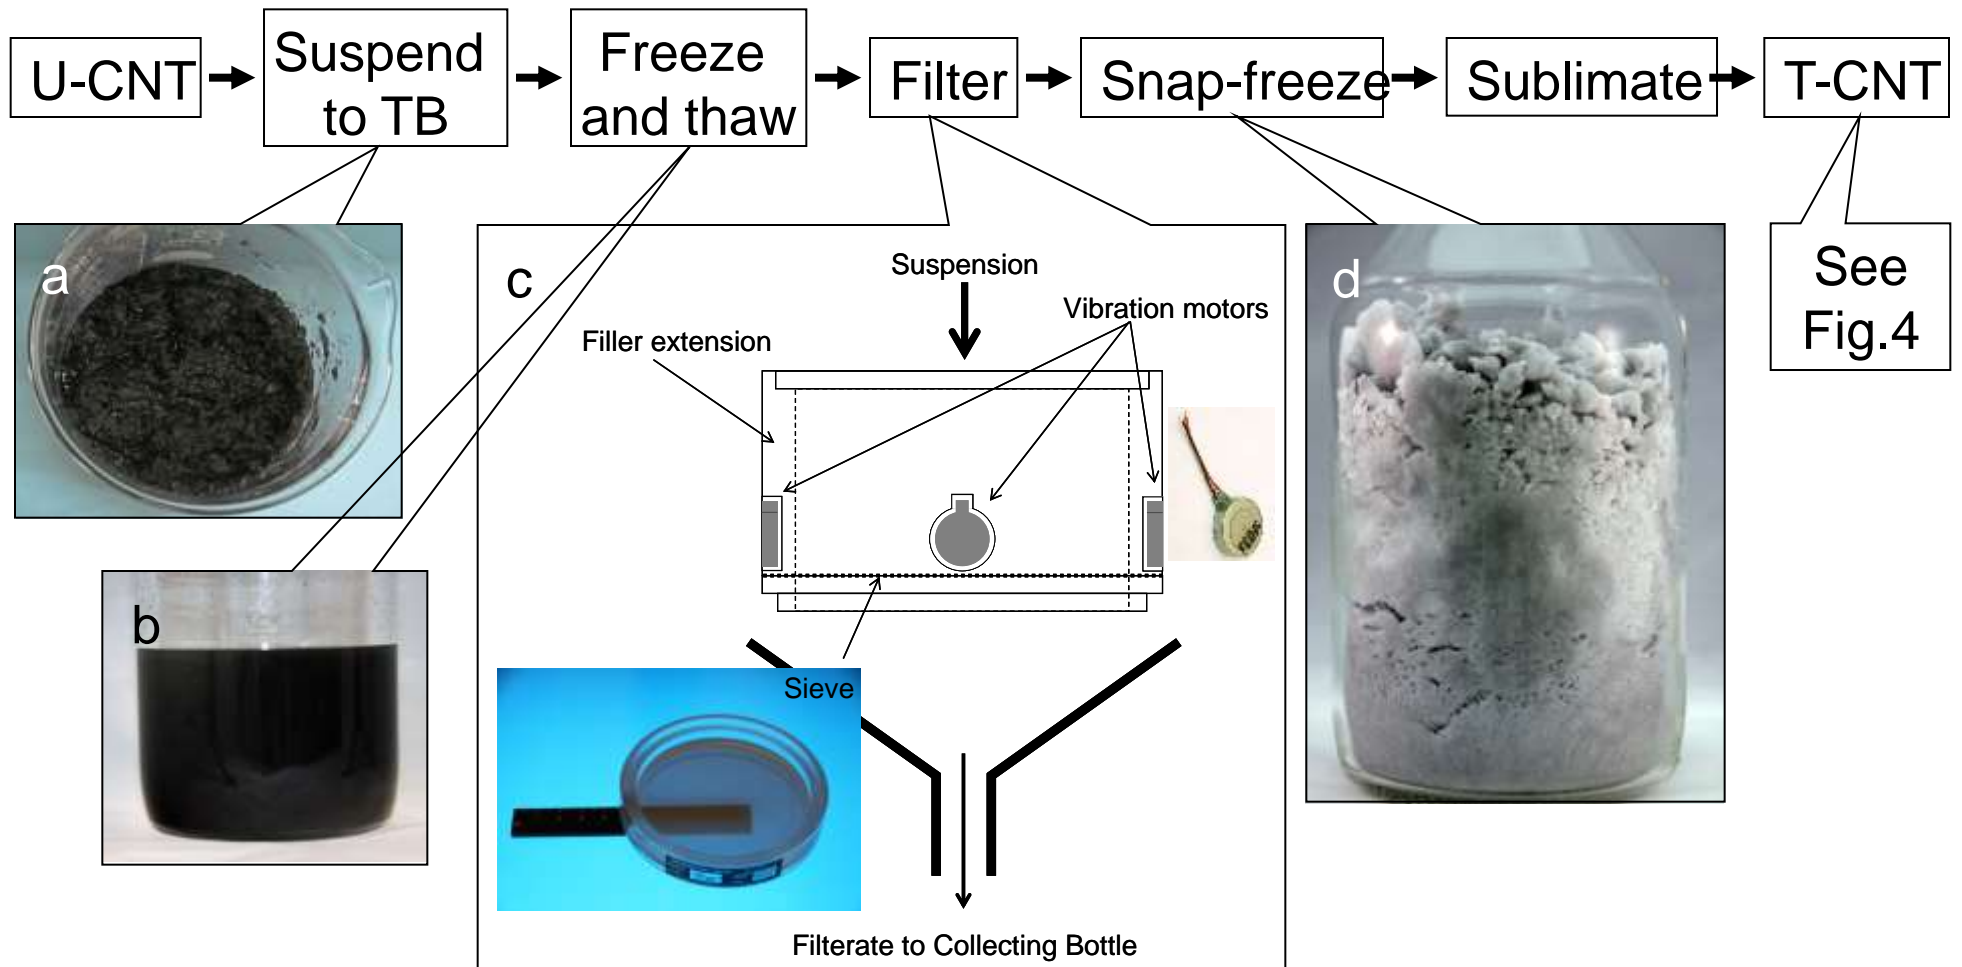 U-CNT
Suspend
to TB
Freeze
and thaw
Filter
Snap-freeze
Sublimate
T-CNT
a
b
c
Suspension
Vibration motors
Filler extension
Sieve
Filterate to Collecting Bottle
d
See
Fig.4